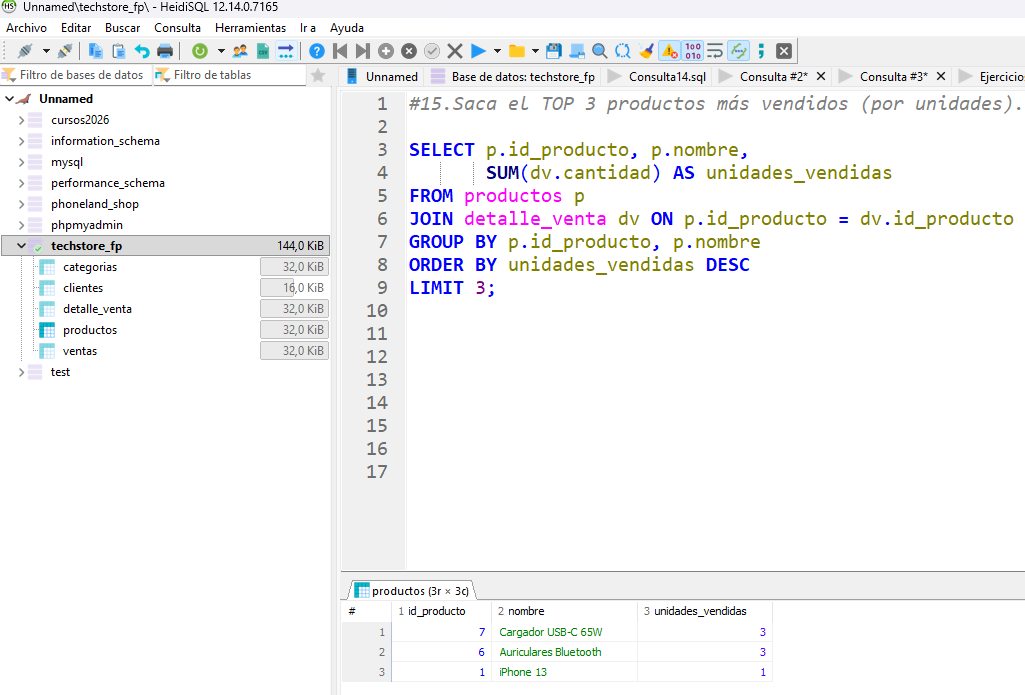 Unnamed\techstore_fp\ - HeidiSQL 12.14.0.7165
Archivo Editar Buscar Consulta Herramientas Ir a Ayuda
Filtro de bases de datos Filtro de tablas
Unnamed Base de datos: techstore_fp Consulta14.sql Consulta #2* Consulta #3* Ejercicio
Unnamed
cursos2026
information_schema
mysql
performance_schema
phoneland_shop
phpmyadmin
techstore_fp 144,0 KiB
categorias 32,0 KiB
clientes 16,0 KiB
detalle_venta 32,0 KiB
productos 32,0 KiB
ventas 32,0 KiB
test
1 #15.Saca el TOP 3 productos más vendidos (por unidades).
2
3 SELECT p.id_producto, p.nombre,
4 SUM(dv.cantidad) AS unidades_vendidas
5 FROM productos p
6 JOIN detalle_venta dv ON p.id_producto = dv.id_producto
7 GROUP BY p.id_producto, p.nombre
8 ORDER BY unidades_vendidas DESC
9 LIMIT 3;
10
11
12
13
14
15
16
17
productos (3r × 3c)
# 1 id_producto 2 nombre 3 unidades_vendidas
1 7 Cargador USB-C 65W 3
2 6 Auriculares Bluetooth 3
3 1 iPhone 13 1